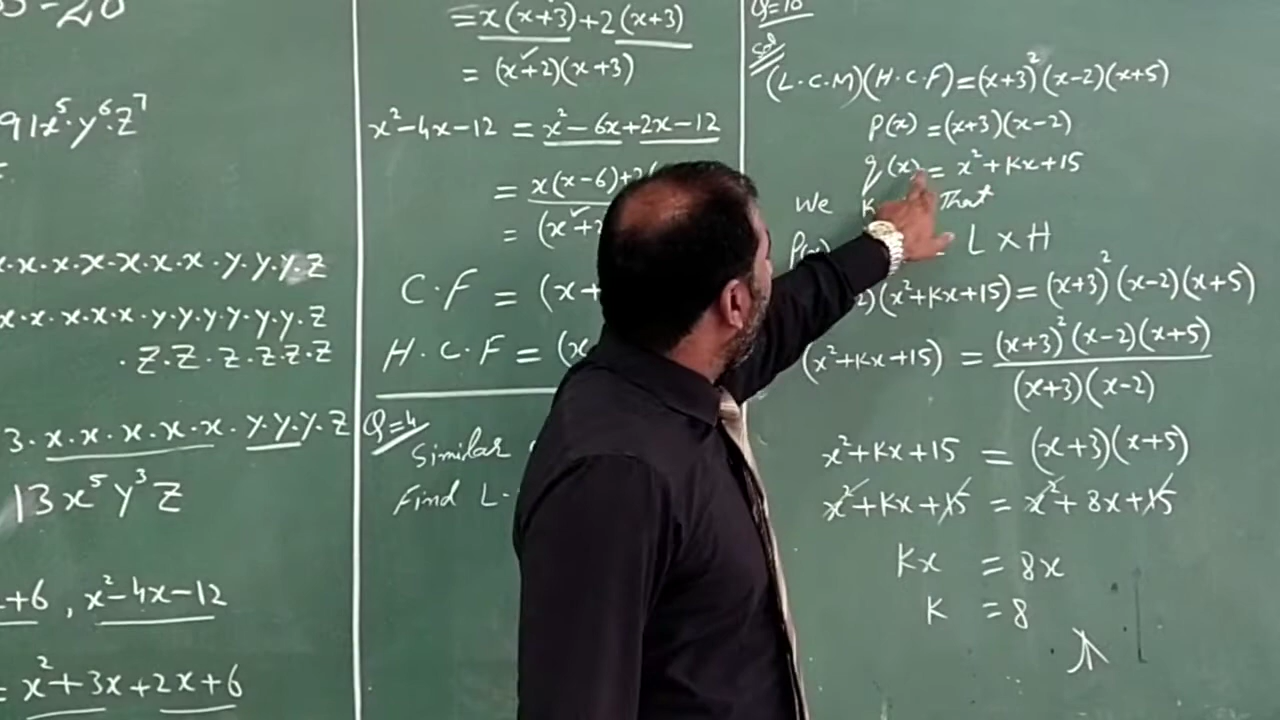 91x⁵·y⁶·z⁷
x·x·x·x·x·x·y·y·y·z
x·x·x·x·x·y·y·y·y·y·y·z
·z·z·z·z·z·z
3·x·x·x·x·x·y·y·y·z
13x⁵y³z
+6, x²-4x-12
= x²+3x+2x+6
=x(x+3)+2(x+3)
= (x+2)(x+3)
x²-4x-12 = x²-6x+2x-12
= x(x-6)+2(
= (x+2
C.F = (x+
H.C.F = (x
Q=4
Similar
Find L.
Q=10
Sol
(L.C.M)(H.C.F)=(x+3)²(x-2)(x+5)
P(x) =(x+3)(x-2)
q(x)= x²+Kx+15
We K That
P(x) = L×H
2)(x²+Kx+15)=(x+3)²(x-2)(x+5)
(x²+Kx+15) = (x+3)²(x-2)(x+5)
(x+3)(x-2)
x²+Kx+15 = (x+3)(x+5)
x²+Kx+15 = x²+8x+15
Kx = 8x
K = 8